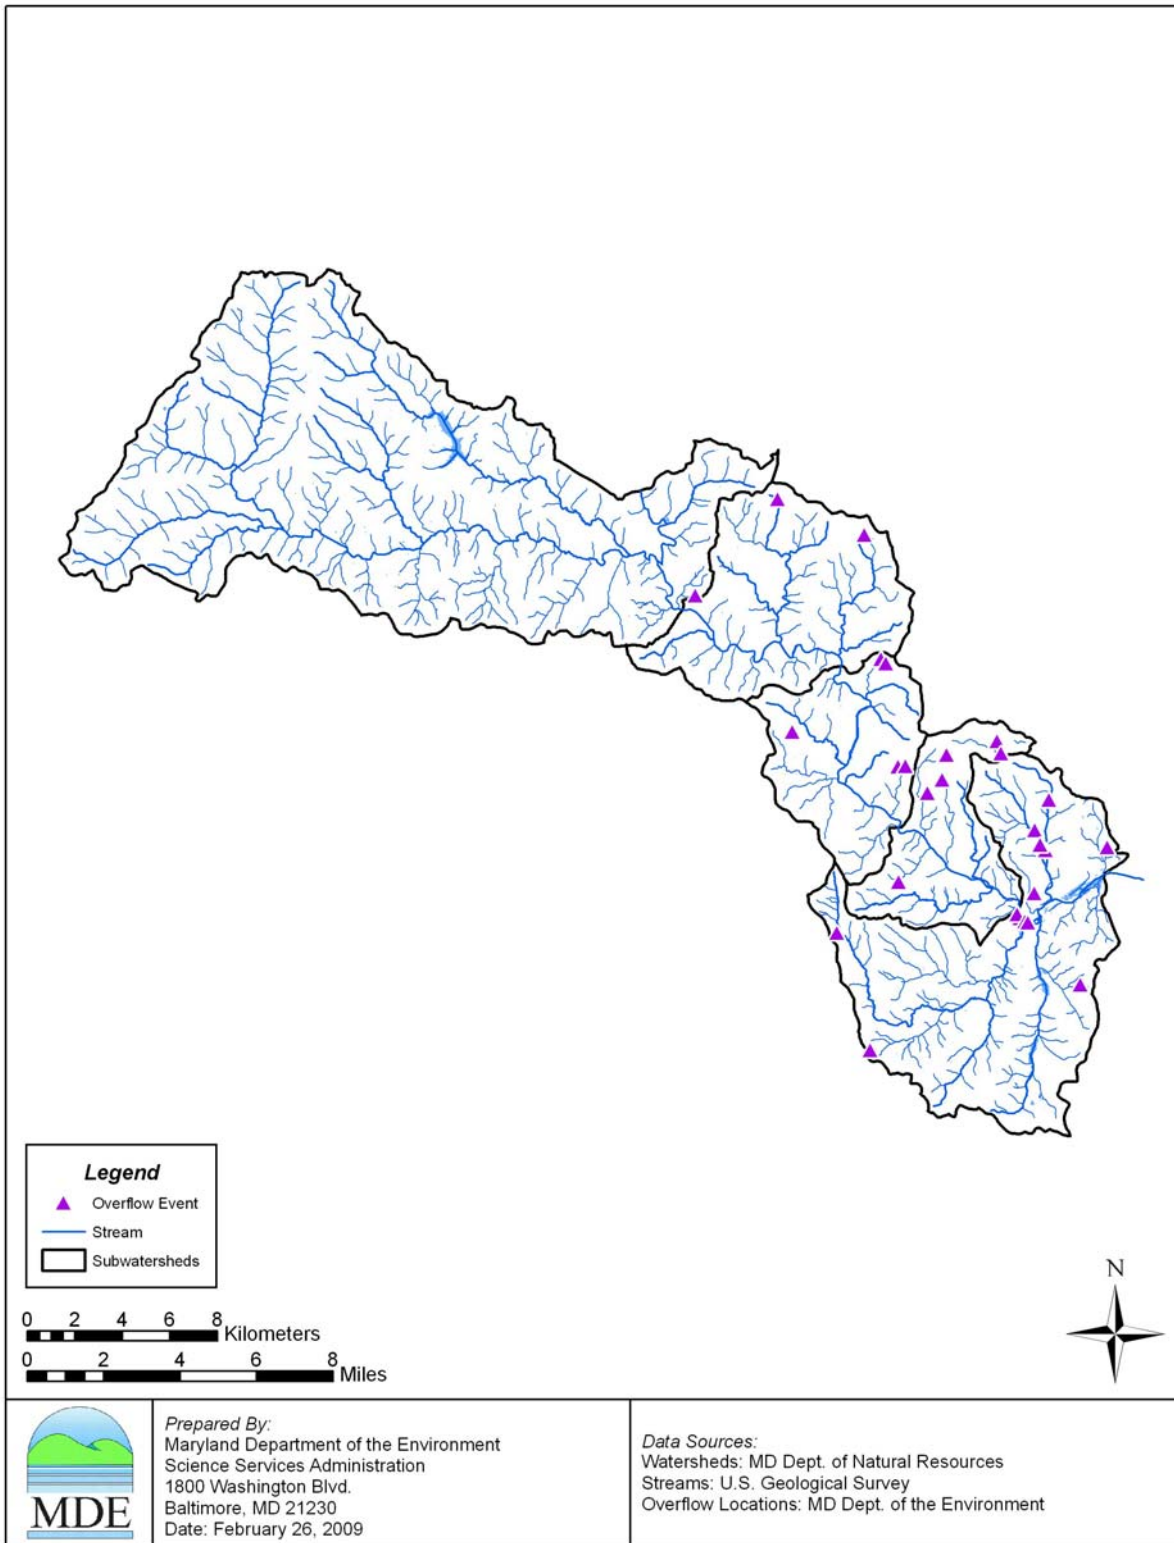 Legend
Overflow Event
Stream
Subwatersheds
0 2 4 6 8
Kilometers
0 2 4 6 8
Miles
N
MDE
Prepared By:
Maryland Department of the Environment
Science Services Administration
1800 Washington Blvd.
Baltimore, MD 21230
Date: February 26, 2009
Data Sources:
Watersheds: MD Dept. of Natural Resources
Streams: U.S. Geological Survey
Overflow Locations: MD Dept. of the Environment